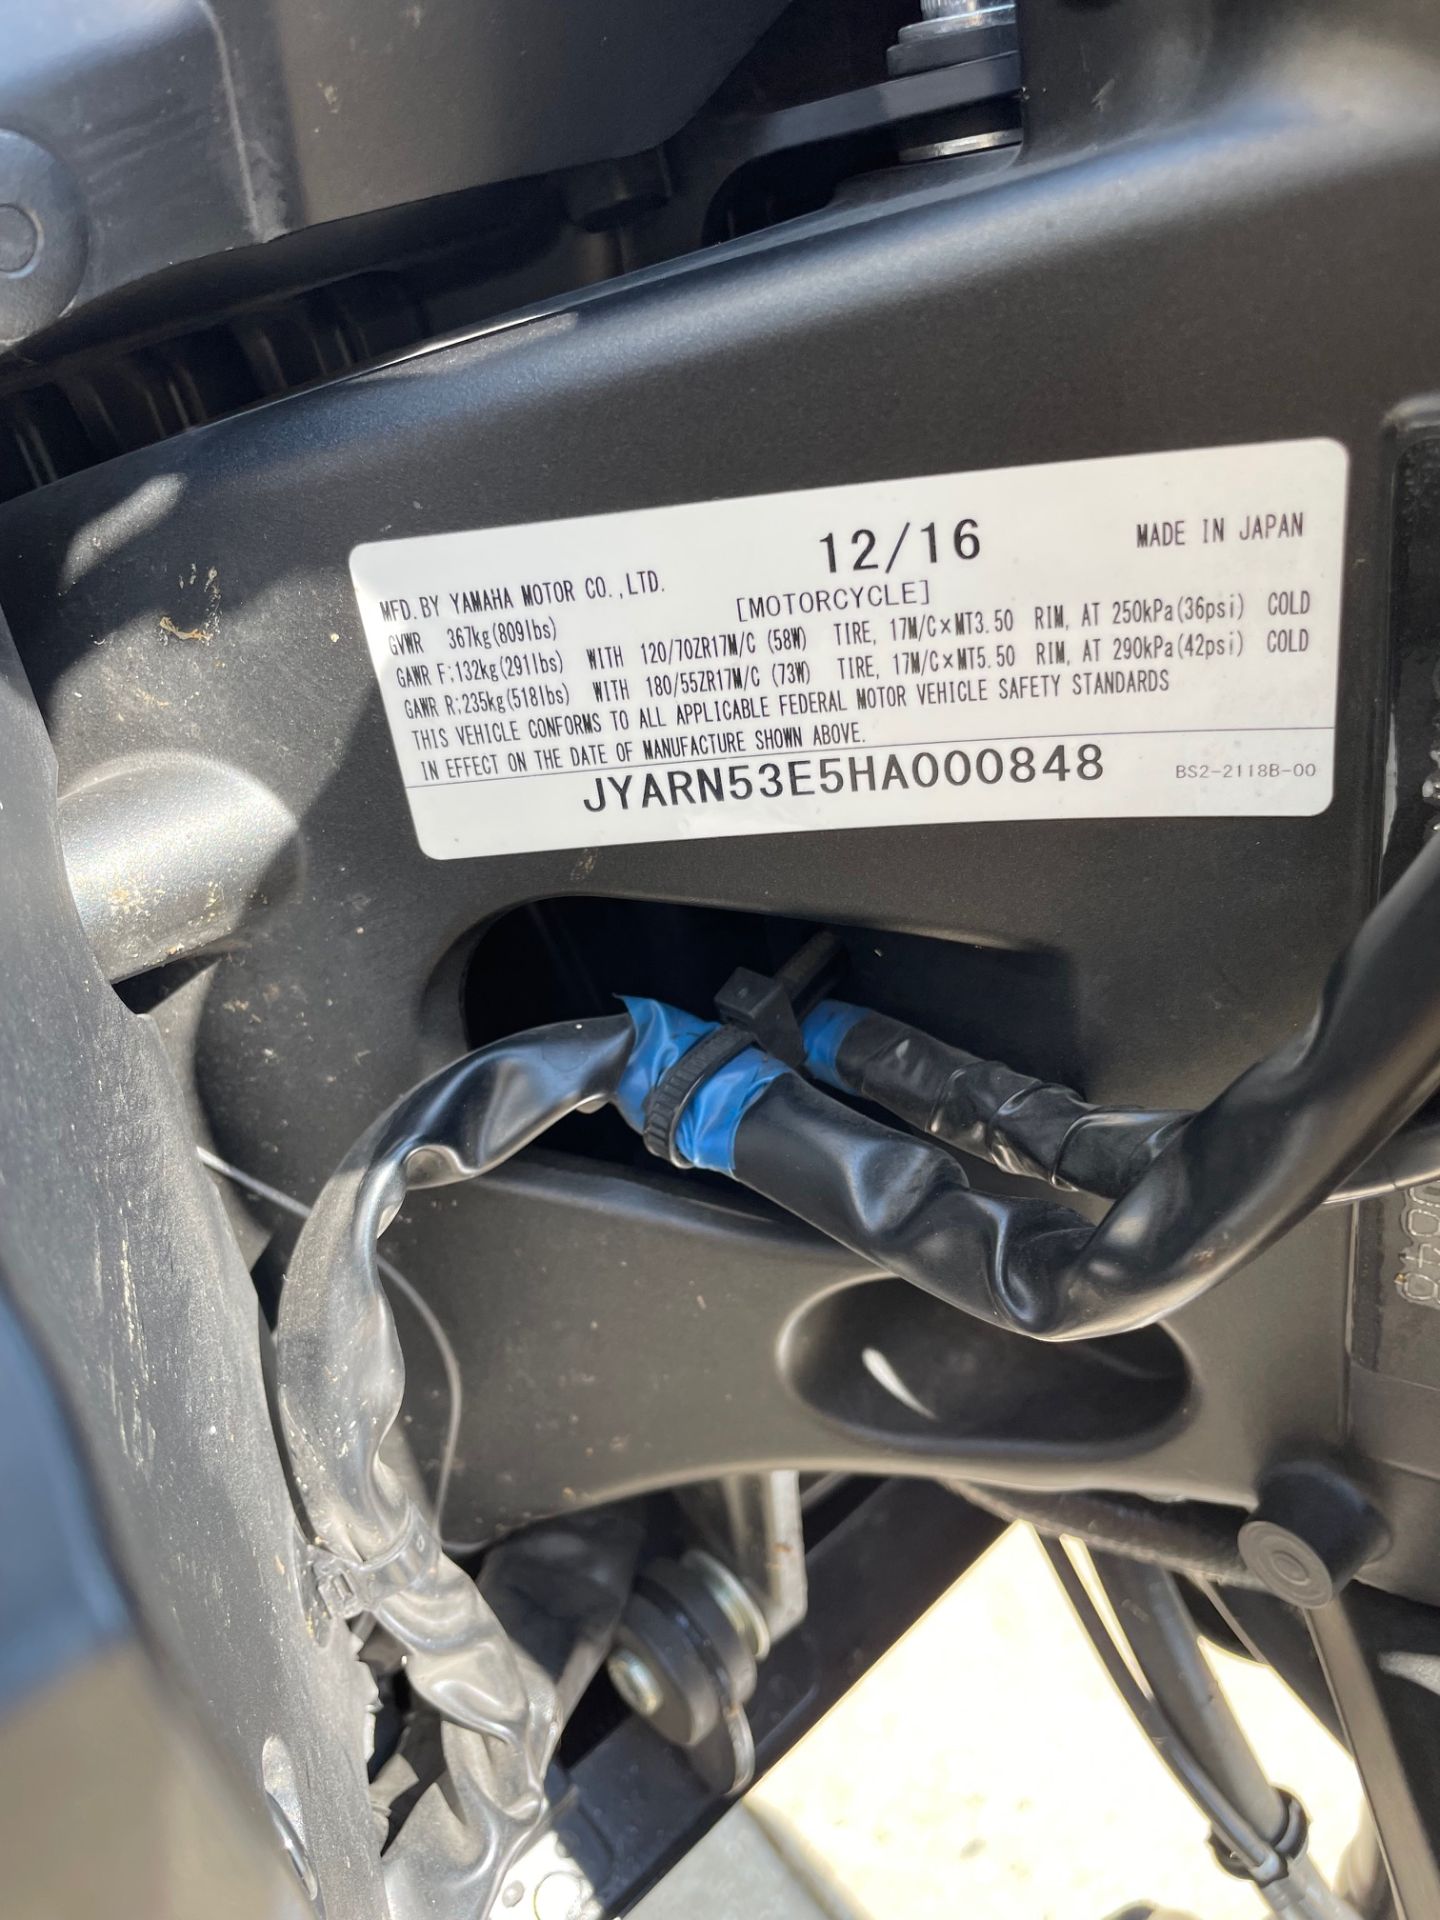 12/16
MADE IN JAPAN
MFD. BY YAMAHA MOTOR CO., LTD.
[MOTORCYCLE]
GVWR 367kg(809lbs)
GAWR F:132kg(291lbs) WITH 120/70ZR17M/C (58W) TIRE, 17M/C×MT3.50 RIM, AT 250kPa(36psi) COLD
GAWR R:235kg(518lbs) WITH 180/55ZR17M/C (73W) TIRE, 17M/C×MT5.50 RIM, AT 290kPa(42psi) COLD
THIS VEHICLE CONFORMS TO ALL APPLICABLE FEDERAL MOTOR VEHICLE SAFETY STANDARDS
IN EFFECT ON THE DATE OF MANUFACTURE SHOWN ABOVE.
JYARN53E5HA000848
BS2-2118B-00